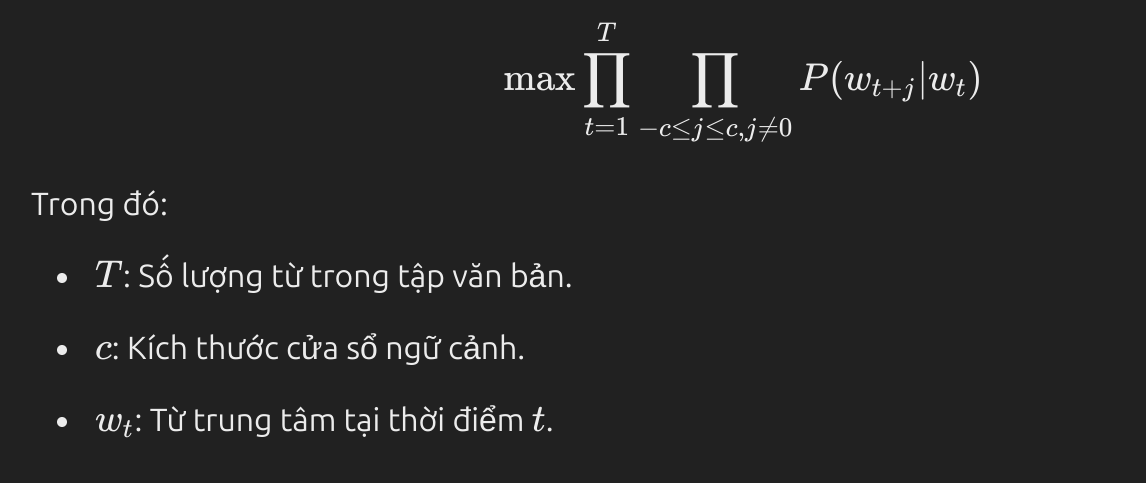 max ∏_{t=1}^{T} ∏_{-c≤j≤c,j≠0} P(w_{t+j}|w_t)
Trong đó:
• T: Số lượng từ trong tập văn bản.
• c: Kích thước cửa sổ ngữ cảnh.
• w_t: Từ trung tâm tại thời điểm t.